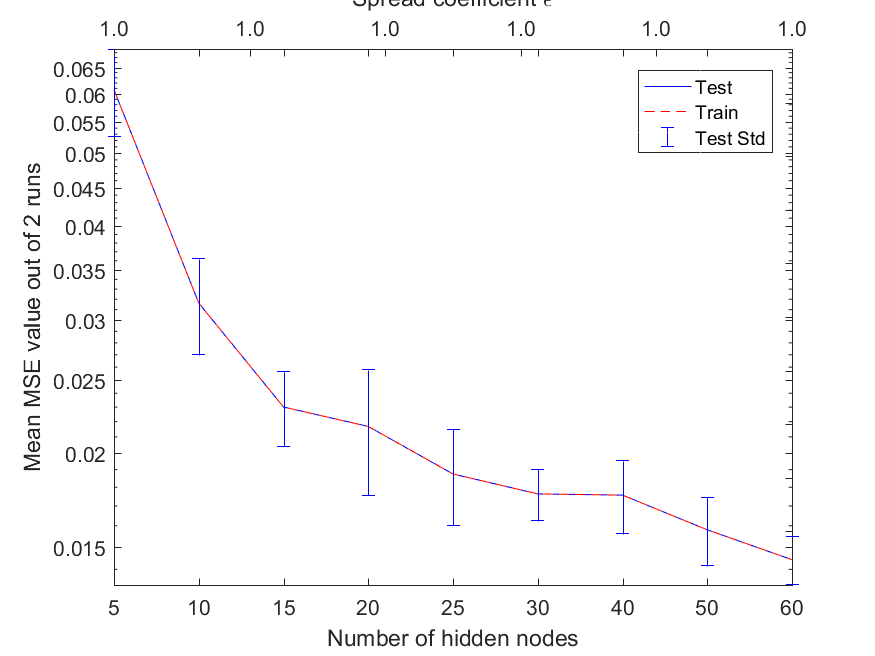 Spread coefficient ϵ
1.0 1.0 1.0 1.0 1.0 1.0
0.065
0.06
0.055
0.05
0.045
0.04
0.035
0.03
0.025
0.02
0.015
Mean MSE value out of 2 runs
Test
Train
Test Std
5 10 15 20 25 30 40 50 60
Number of hidden nodes